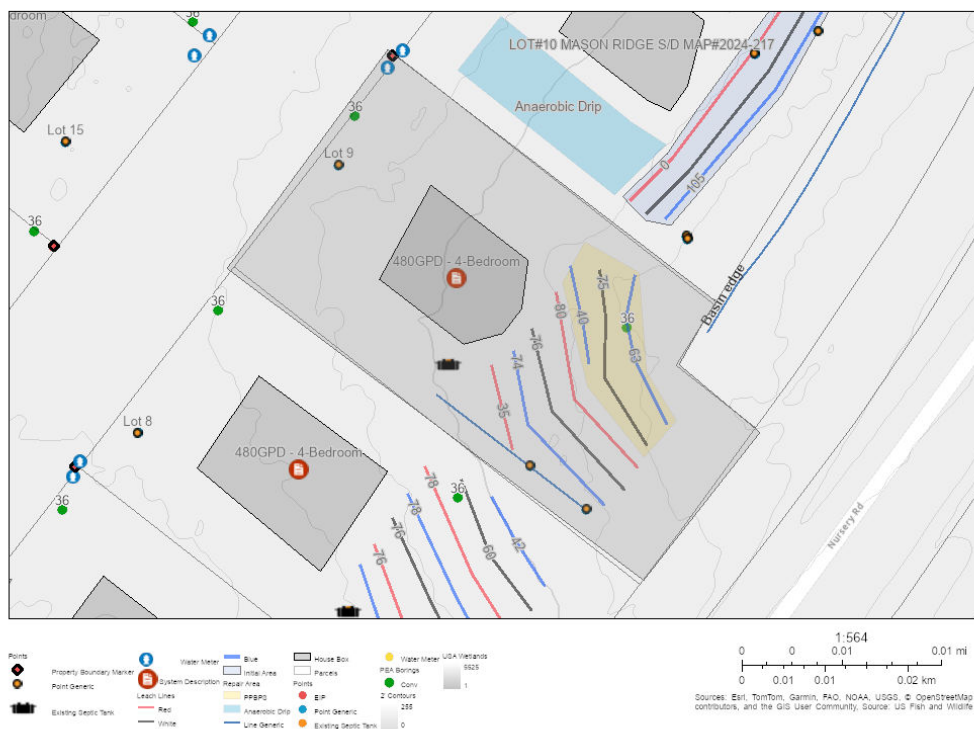 droom
36
LOT#10 MASON RIDGE S/D MAP#2024-217
Anaerobic Drip
36
Lot 15
Lot 9
0
105
36
480GPD - 4-Bedroom
36
Basin edge
40
75
36
63
80
76
74
35
Lot 8
480GPD - 4-Bedroom
36
78
36
78
76
76
60
42
Nursery Rd
1:564
0 0 0.01 0.01 mi
0 0.01 0.01 0.02 km
Sources: Esri, TomTom, Garmin, FAO, NOAA, USGS, © OpenStreetMap
contributors, and the GIS User Community, Source: US Fish and Wildlife
Points
Property Boundary Marker
Point Generic
Existing Septic Tank
Water Meter
System Description
Leach Lines
Red
White
Blue
Initial Area
Repair Area
PPBPS
Anaerobic Drip
Line Generic
House Box
Parcels
Points
EIP
Point Generic
Existing Septic Tank
Water Meter
PSA Borings
Conv
2' Contours
255
0
USA Wetlands
9525
1